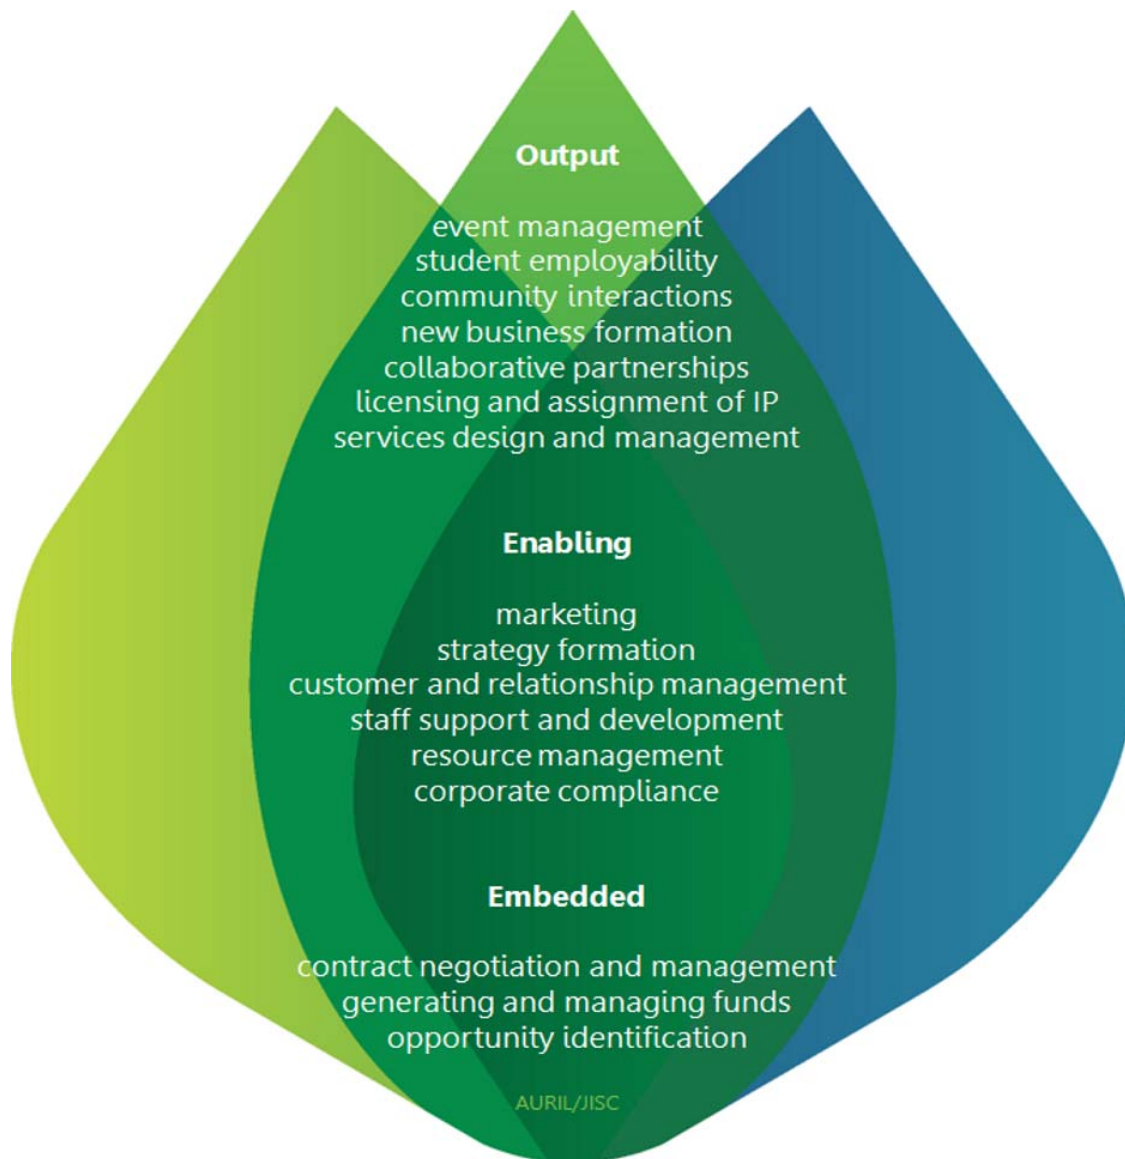 Output
event management
student employability
community interactions
new business formation
collaborative partnerships
licensing and assignment of IP
services design and management
Enabling
marketing
strategy formation
customer and relationship management
staff support and development
resource management
corporate compliance
Embedded
contract negotiation and management
generating and managing funds
opportunity identification
AURIL/JISC